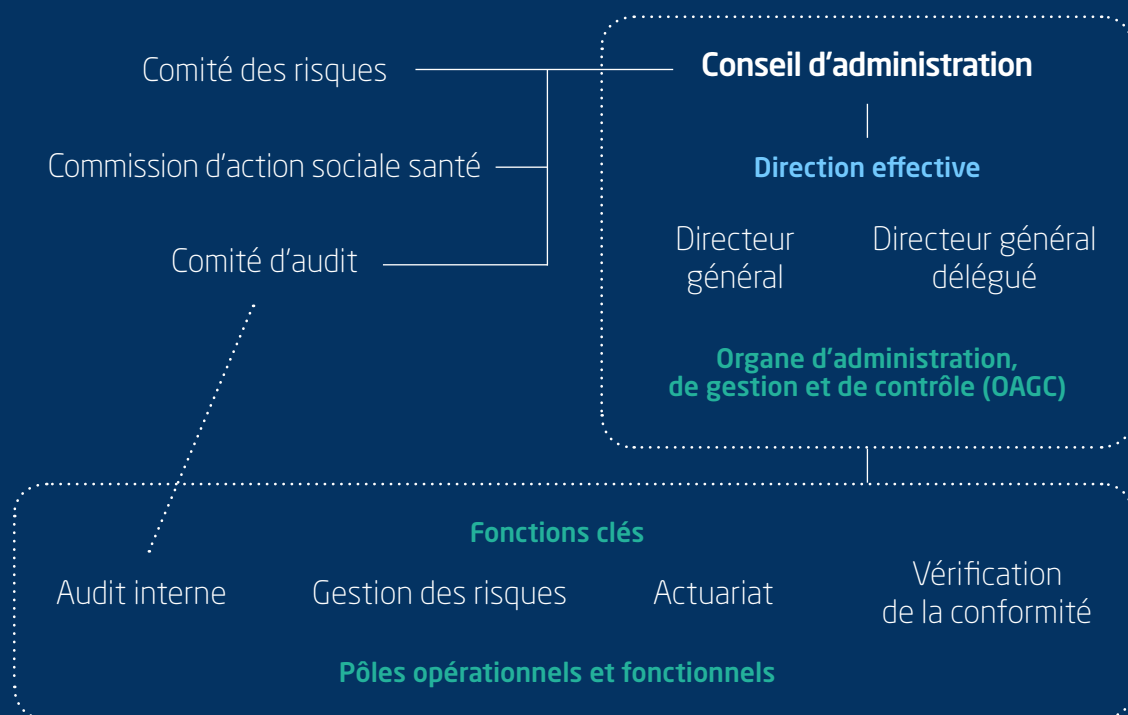 Comité des risques
Commission d'action sociale santé
Comité d'audit
Conseil d'administration
Direction effective
Directeur
général
Directeur général
délégué
Organe d'administration,
de gestion et de contrôle (OAGC)
Fonctions clés
Audit interne
Gestion des risques
Actuariat
Vérification
de la conformité
Pôles opérationnels et fonctionnels